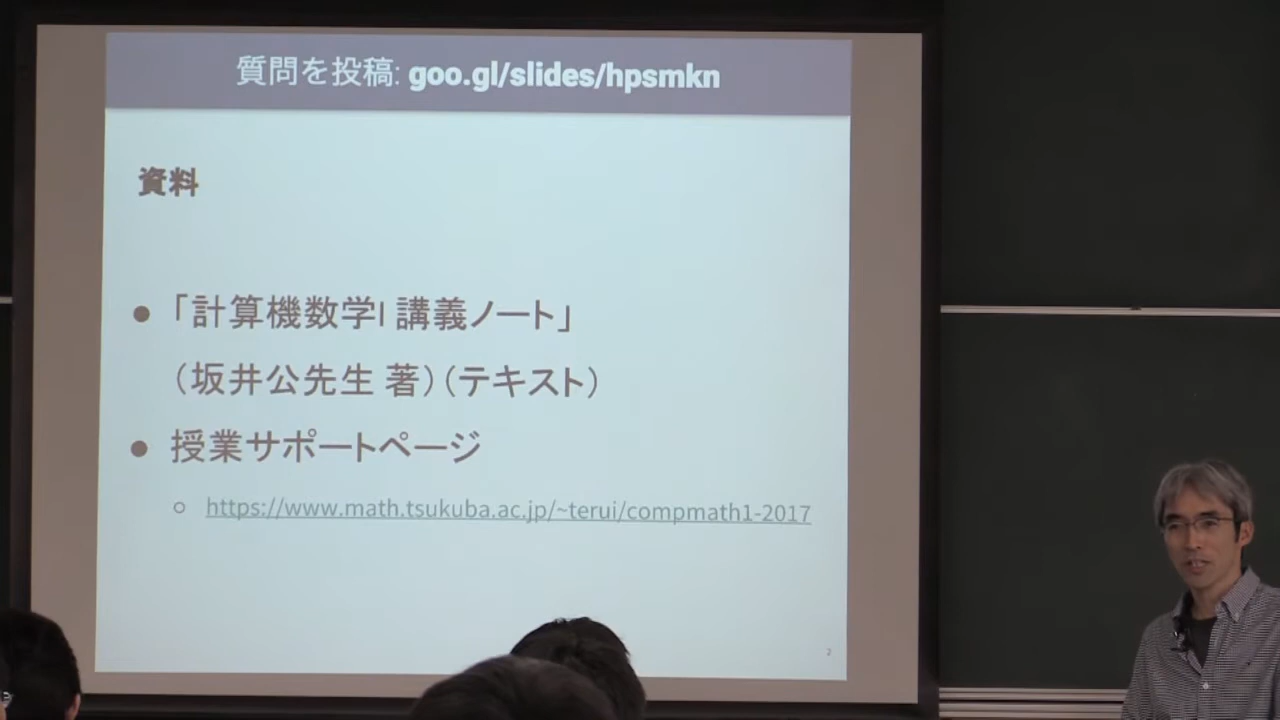 質問を投稿: goo.gl/slides/hpsmkn
資料
● 「計算機数学I 講義ノート」
（坂井公先生 著）（テキスト）
● 授業サポートページ
○ https://www.math.tsukuba.ac.jp/~terui/compmath1-2017
2